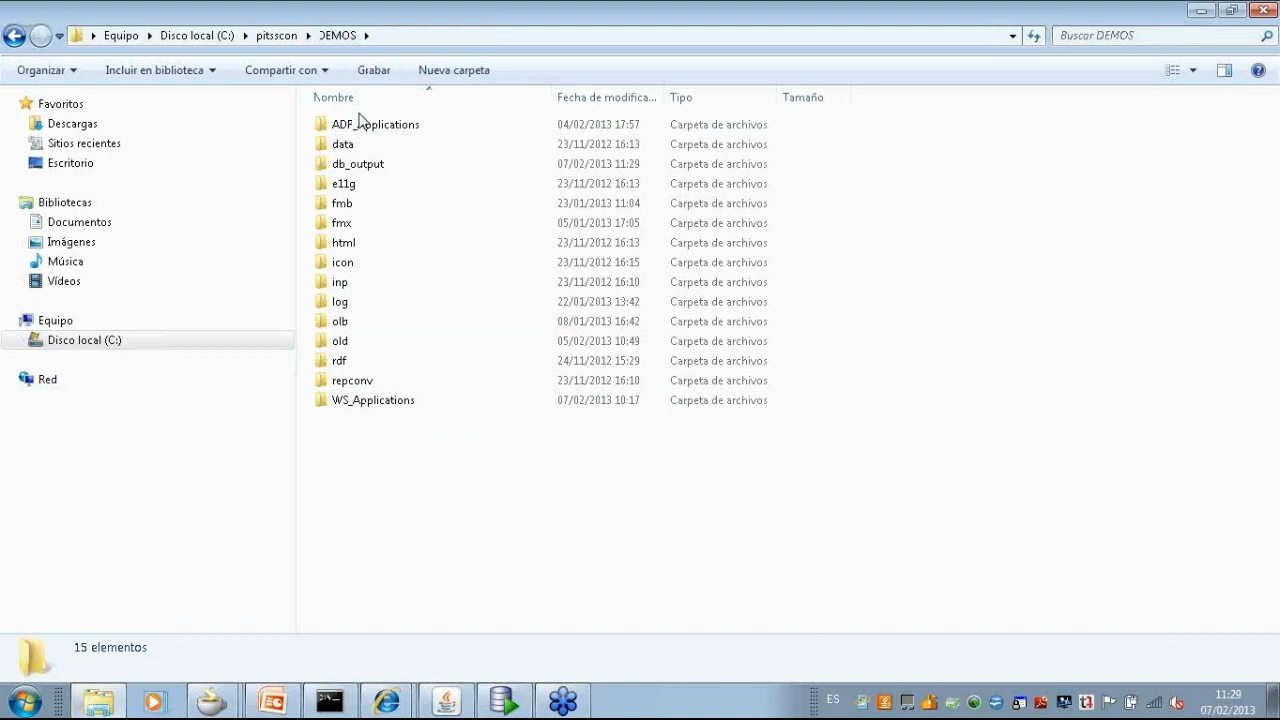 Equipo Disco local (C:) pitsscon DEMOS
Buscar DEMOS
Organizar Incluir en biblioteca Compartir con Grabar Nueva carpeta
Nombre Fecha de modifica... Tipo Tamaño
Favoritos
Descargas
Sitios recientes
Escritorio
Bibliotecas
Documentos
Imágenes
Música
Vídeos
Equipo
Disco local (C:)
Red
ADF_Applications 04/02/2013 17:57 Carpeta de archivos
data 23/11/2012 16:13 Carpeta de archivos
db_output 07/02/2013 11:29 Carpeta de archivos
e11g 23/11/2012 16:13 Carpeta de archivos
fmb 23/01/2013 11:04 Carpeta de archivos
fmx 05/01/2013 17:05 Carpeta de archivos
html 23/11/2012 16:13 Carpeta de archivos
icon 23/11/2012 16:15 Carpeta de archivos
inp 23/11/2012 16:10 Carpeta de archivos
log 22/01/2013 13:42 Carpeta de archivos
olb 08/01/2013 16:42 Carpeta de archivos
old 05/02/2013 10:49 Carpeta de archivos
rdf 24/11/2012 15:29 Carpeta de archivos
repconv 23/11/2012 16:10 Carpeta de archivos
WS_Applications 07/02/2013 10:17 Carpeta de archivos
15 elementos
ES
11:29
07/02/2013